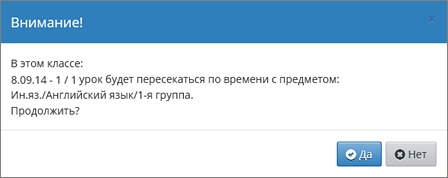 Внимание!
×
В этом классе:
8.09.14 - 1 / 1 урок будет пересекаться по времени с предметом:
Ин.яз./Английский язык/1-я группа.
Продолжить?
Да
Нет